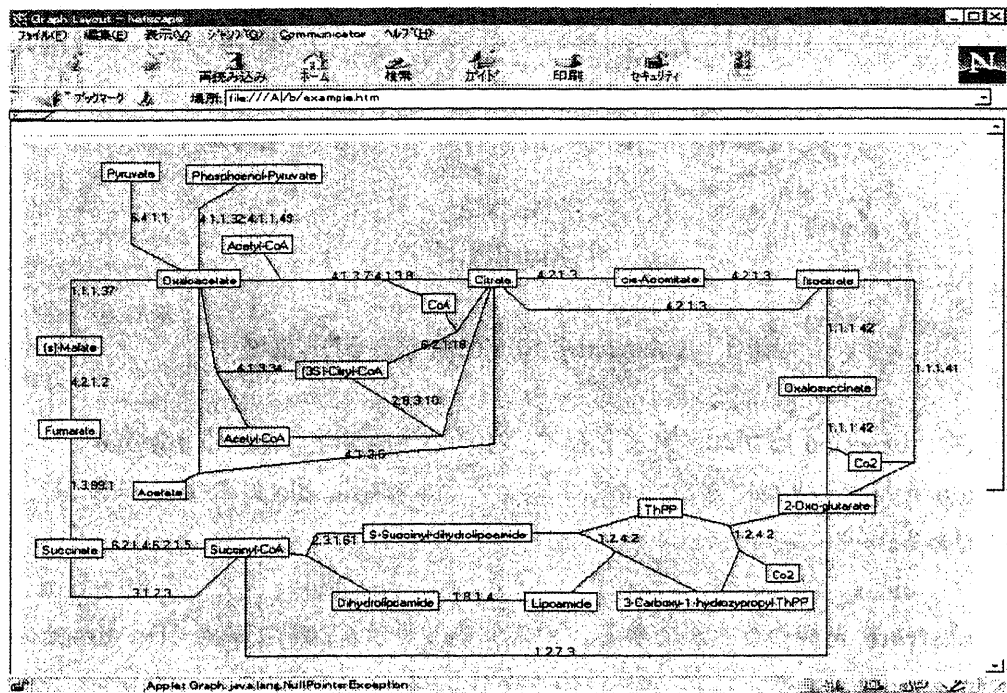 Graph Layout - Netscape
ファイル(F) 編集(E) 表示(V) ジャンプ(G) Communicator ヘルプ(H)
再読み込み ホーム 検索 ガイド 印刷 セキュリティ
ブックマーク 場所: file:///A|/b/example.htm
Pyruvate
Phosphoenol-Pyruvate
6.4.1.1
4.1.1.32;4.1.1.49
Acetyl-CoA
Oxaloacetate
4.1.3.7;4.1.3.8
Citrate
4.2.1.3
cis-Aconitate
4.2.1.3
Isocitrate
1.1.1.37
CoA
4.2.1.3
1.1.1.42
[s]-Malate
6.2.1.18
4.1.3.34
[3S]-Citryl-CoA
1.1.1.41
4.2.1.2
Oxalosuccinate
2.8.3.10
Fumarate
Acetyl-CoA
1.1.1.42
4.1.3.6
Co2
1.3.99.1
Acetate
ThPP
2-Oxo-glutarate
Succinate
6.2.1.4;6.2.1.5
Succinyl-CoA
2.3.1.61
S-Succinyl-dihydrolipoamide
1.2.4.2
1.2.4.2
Co2
3.1.2.3
Dihydrolipoamide
1.8.1.4
Lipoamide
3-Carboxy-1-hydroxypropyl-ThPP
1.2.7.3
Applet Graph java.lang.NullPointerException